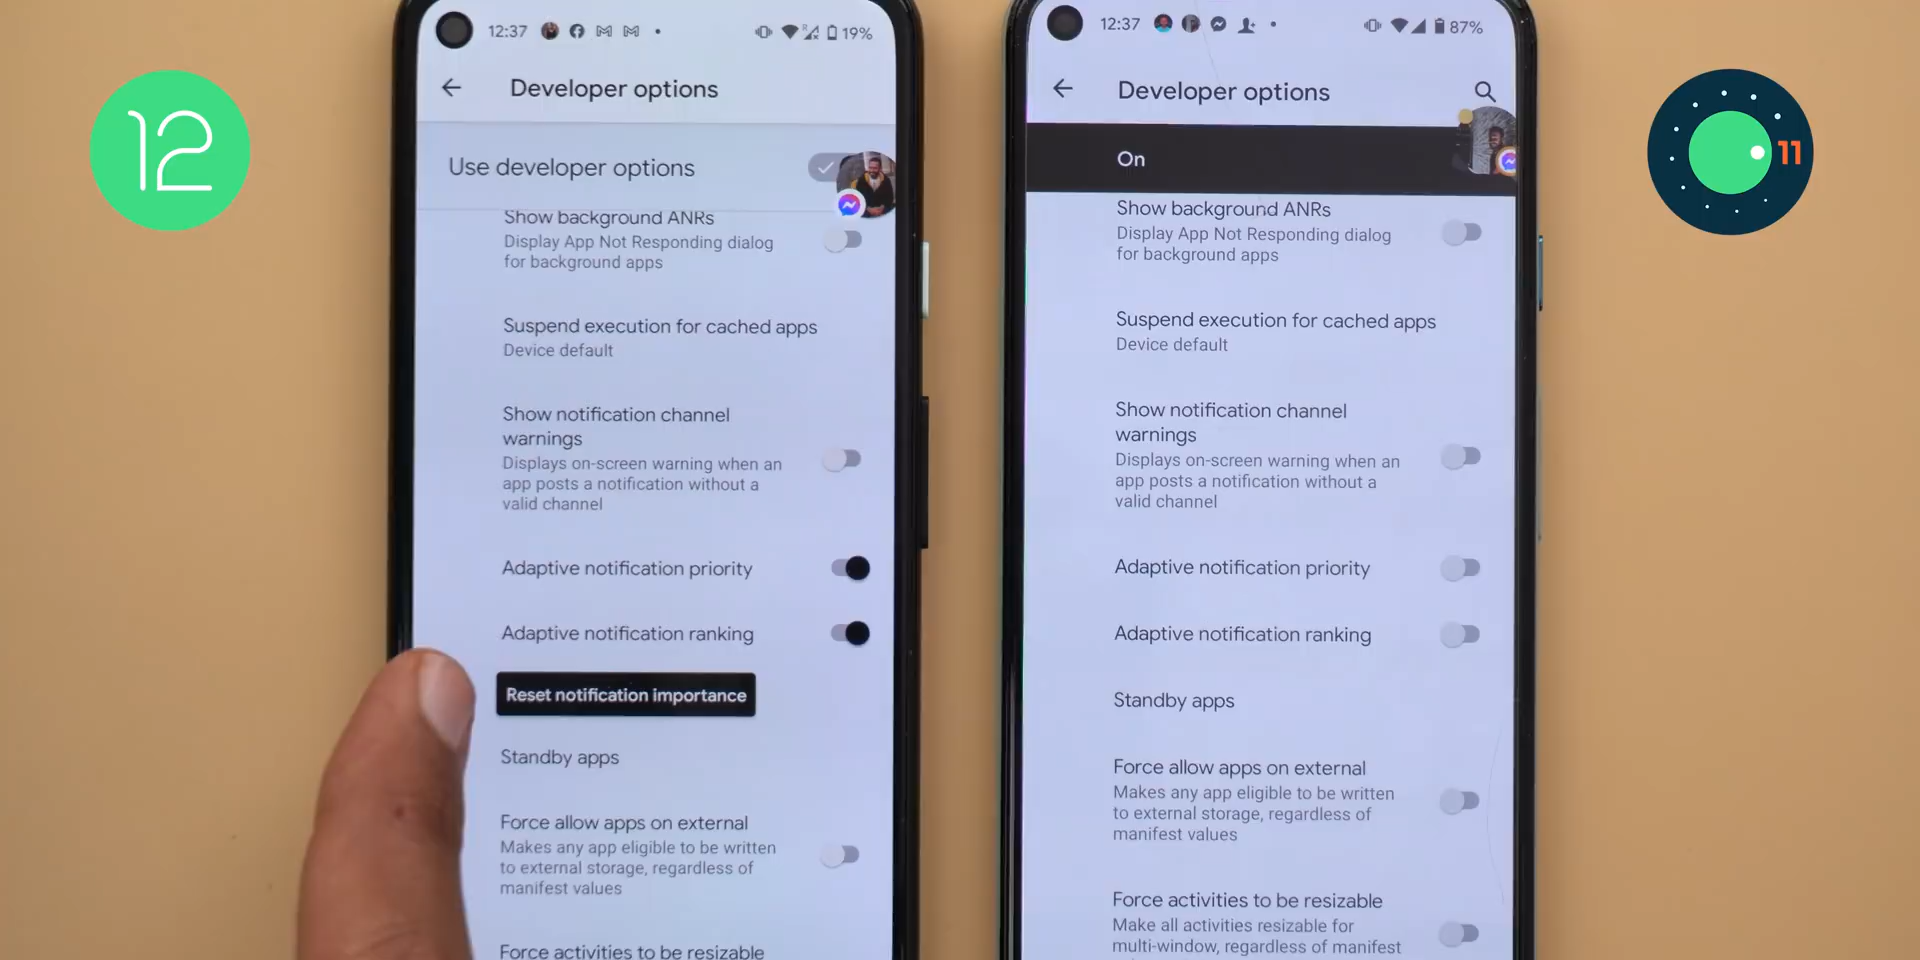 12
12:37
19%
Developer options
Use developer options
Show background ANRs
Display App Not Responding dialog
for background apps
Suspend execution for cached apps
Device default
Show notification channel
warnings
Displays on-screen warning when an
app posts a notification without a
valid channel
Adaptive notification priority
Adaptive notification ranking
Reset notification importance
Standby apps
Force allow apps on external
Makes any app eligible to be written
to external storage, regardless of
manifest values
Force activities to be resizable
12:37
87%
Developer options
On
Show background ANRs
Display App Not Responding dialog
for background apps
Suspend execution for cached apps
Device default
Show notification channel
warnings
Displays on-screen warning when an
app posts a notification without a
valid channel
Adaptive notification priority
Adaptive notification ranking
Standby apps
Force allow apps on external
Makes any app eligible to be written
to external storage, regardless of
manifest values
Force activities to be resizable
Make all activities resizable for
multi-window, regardless of manifest
11